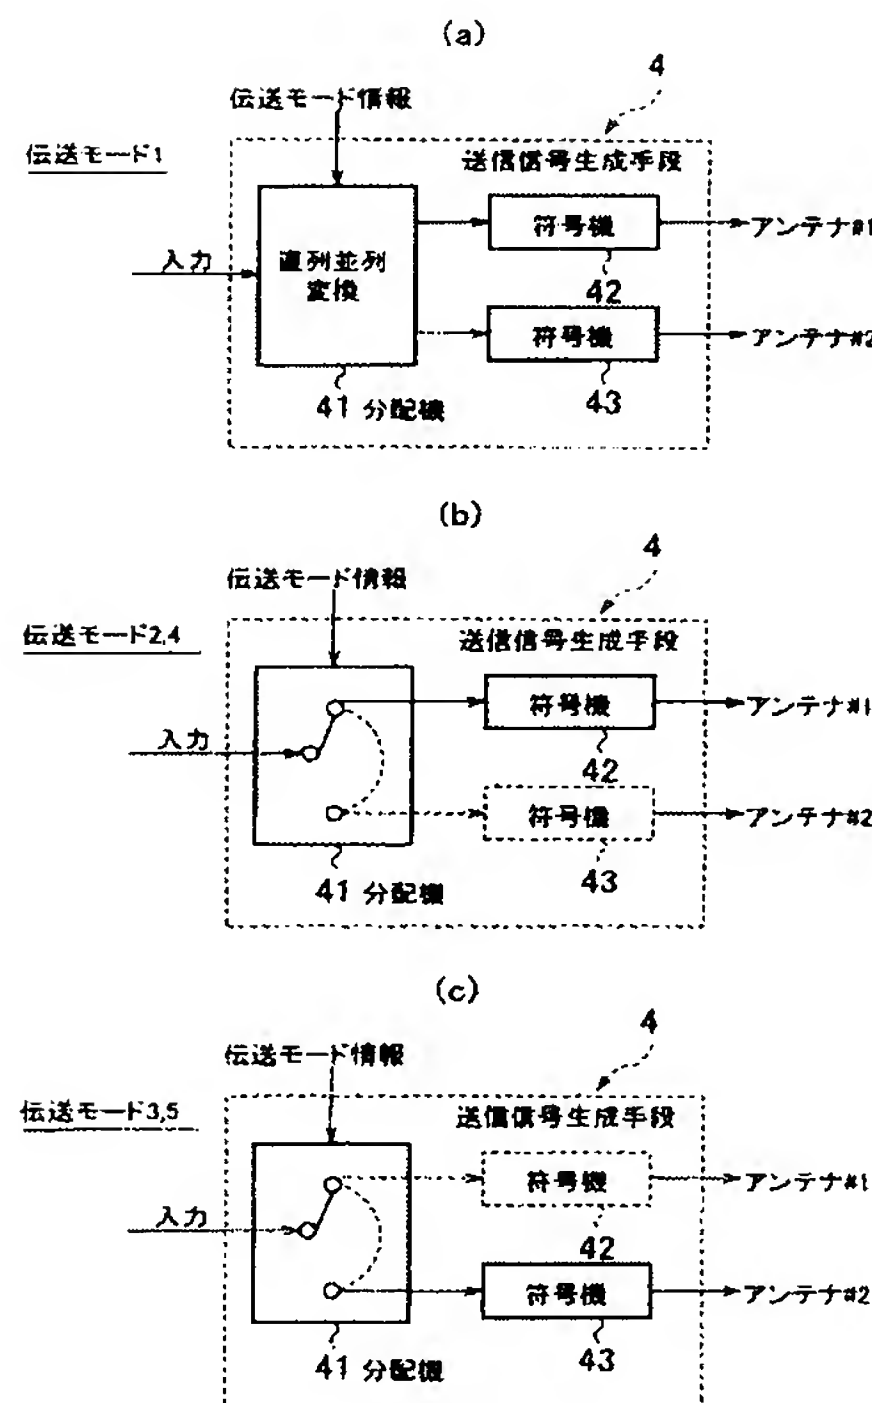 (a)
4
伝送モード情報
伝送モード1
送信信号生成手段
符号機
アンテナ#1
入力
直列並列
変換
42
符号機
アンテナ#2
41 分配機
43
(b)
4
伝送モード情報
伝送モード2,4
送信信号生成手段
符号機
アンテナ#1
入力
42
符号機
アンテナ#2
41 分配機
43
(c)
4
伝送モード情報
伝送モード3,5
送信信号生成手段
符号機
アンテナ#1
入力
42
符号機
アンテナ#2
41 分配機
43